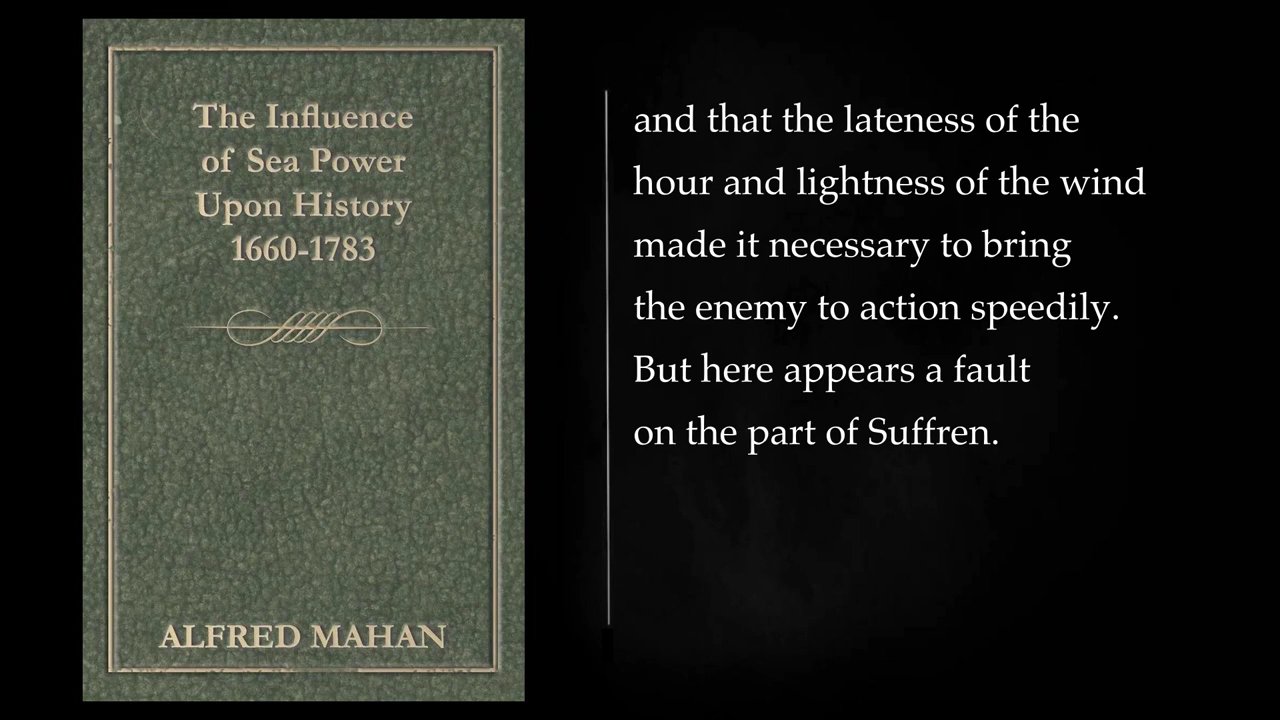 The Influence
of Sea Power
Upon History
1660-1783
ALFRED MAHAN
and that the lateness of the
hour and lightness of the wind
made it necessary to bring
the enemy to action speedily.
But here appears a fault
on the part of Suffren.